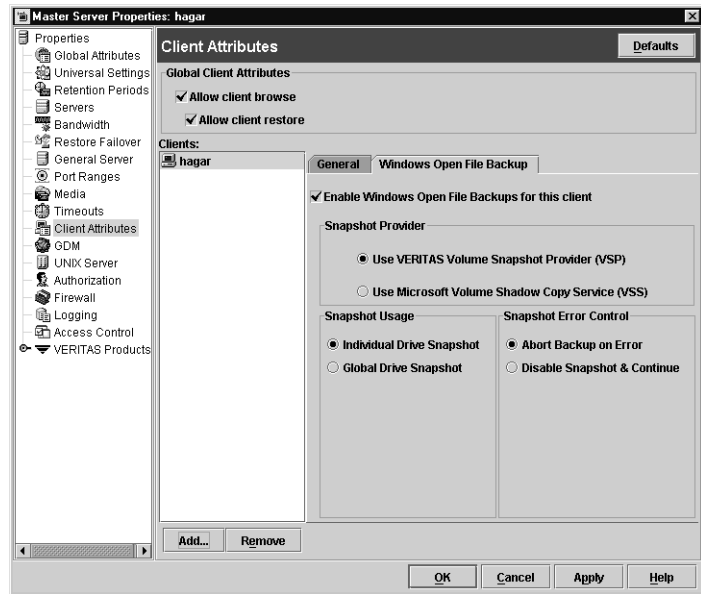 Master Server Properties: hagar
Properties
Global Attributes
Universal Settings
Retention Periods
Servers
Bandwidth
Restore Failover
General Server
Port Ranges
Media
Timeouts
Client Attributes
GDM
UNIX Server
Authorization
Firewall
Logging
Access Control
VERITAS Products
Client Attributes
Defaults
Global Client Attributes
Allow client browse
Allow client restore
Clients:
hagar
General
Windows Open File Backup
Enable Windows Open File Backups for this client
Snapshot Provider
Use VERITAS Volume Snapshot Provider (VSP)
Use Microsoft Volume Shadow Copy Service (VSS)
Snapshot Usage
Individual Drive Snapshot
Global Drive Snapshot
Snapshot Error Control
Abort Backup on Error
Disable Snapshot & Continue
Add...
Remove
OK
Cancel
Apply
Help